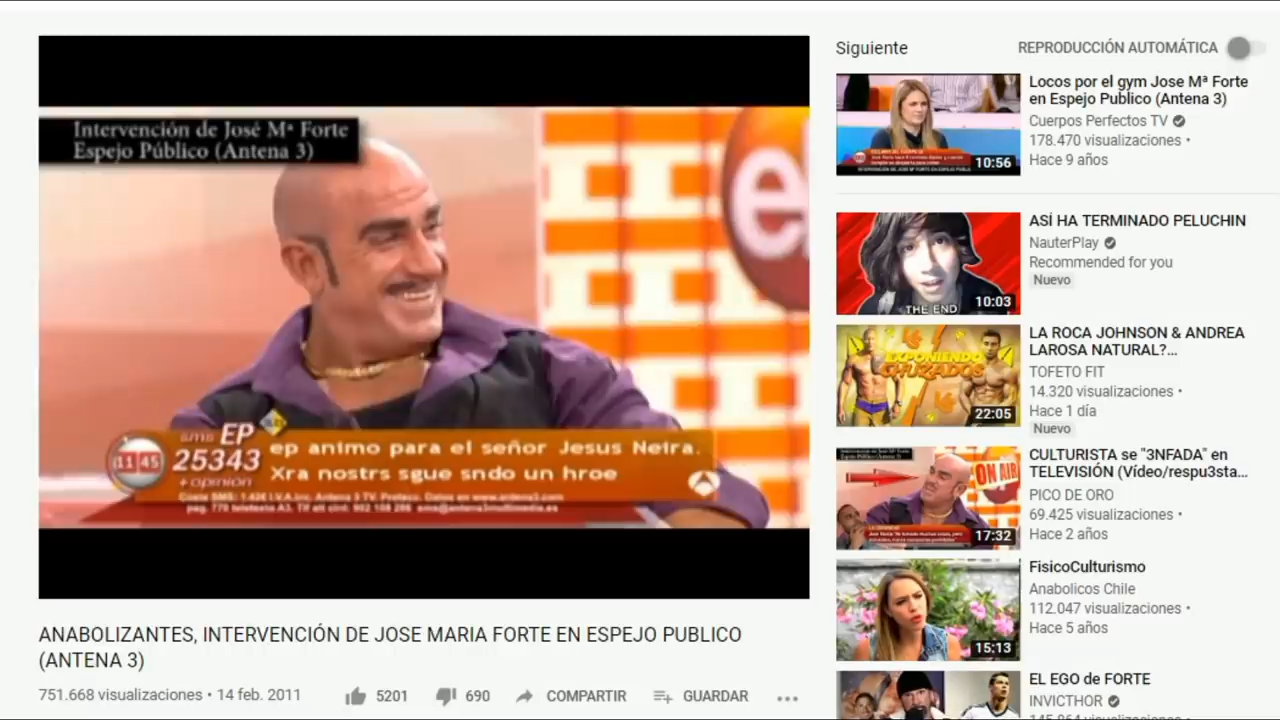 Intervención de José Mª Forte
Espejo Público (Antena 3)
sms EP
25343
+ opinión
11 45
ep animo para el señor Jesus Neira.
Xra nostrs sgue sndo un hroe
ANABOLIZANTES, INTERVENCIÓN DE JOSE MARIA FORTE EN ESPEJO PUBLICO
(ANTENA 3)
751.668 visualizaciones • 14 feb. 2011
5201
690
COMPARTIR
GUARDAR
Siguiente
REPRODUCCIÓN AUTOMÁTICA
10:56
Locos por el gym Jose Mª Forte
en Espejo Publico (Antena 3)
Cuerpos Perfectos TV
178.470 visualizaciones •
Hace 9 años
THE END
10:03
ASÍ HA TERMINADO PELUCHIN
NauterPlay
Recommended for you
Nuevo
EXPONIENDO
CHUZADOS
22:05
LA ROCA JOHNSON & ANDREA
LAROSA NATURAL?...
TOFETO FIT
14.320 visualizaciones •
Hace 1 día
Nuevo
ON AIR
17:32
CULTURISTA se "3NFADA" en
TELEVISIÓN (Vídeo/respu3sta...
PICO DE ORO
69.425 visualizaciones •
Hace 2 años
15:13
FisicoCulturismo
Anabolicos Chile
112.047 visualizaciones •
Hace 5 años
EL EGO de FORTE
INVICTHOR